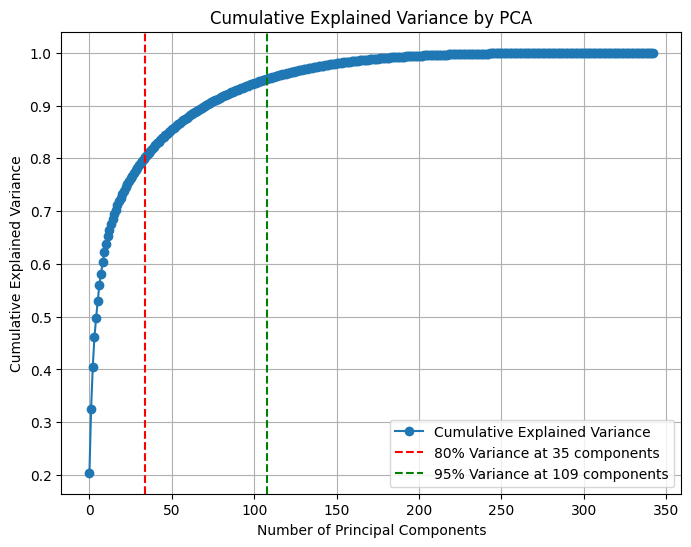 Cumulative Explained Variance by PCA
Cumulative Explained Variance
1.0
0.9
0.8
0.7
0.6
0.5
0.4
0.3
0.2
Cumulative Explained Variance
80% Variance at 35 components
95% Variance at 109 components
0 50 100 150 200 250 300 350
Number of Principal Components